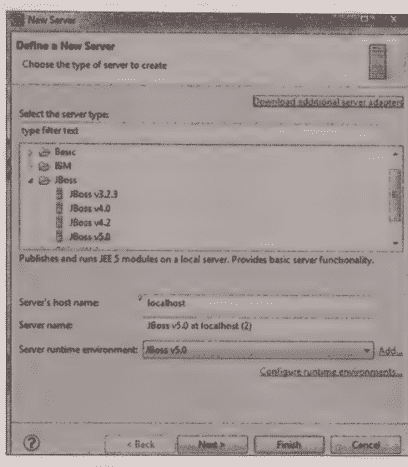 New Server
Define a New Server
Choose the type of server to create
Download additional server adapters
Select the server type:
type filter text
Basic
IBM
JBoss
JBoss v3.2.3
JBoss v4.0
JBoss v4.2
JBoss v5.0
Publishes and runs JEE 5 modules on a local server. Provides basic server functionality.
Server's host name: localhost
Server name: JBoss v5.0 at localhost (2)
Server runtime environment: JBoss v5.0 Add...
Configure runtime environments...
? < Back Next > Finish Cancel